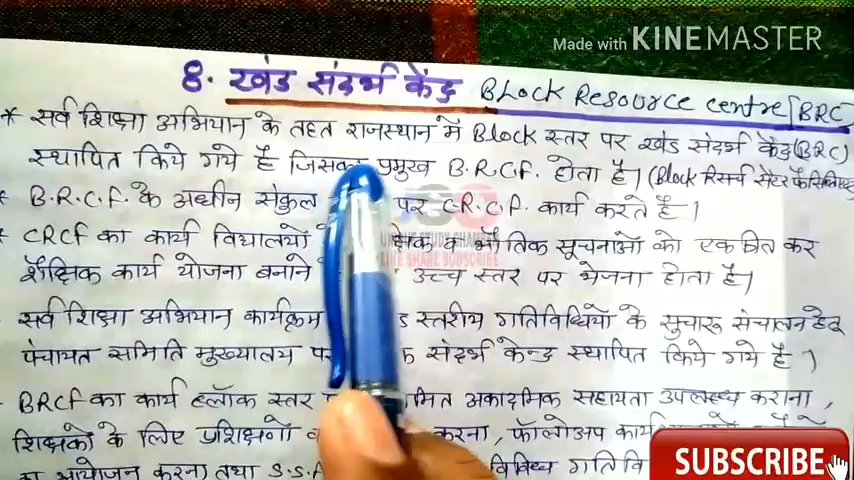 Made with KINEMASTER
8. खंड संदर्भ केंद्र Block Resource centre [BRC]
* सर्व शिक्षा अभियान के तहत राजस्थान में Block स्तर पर खंड संदर्भ केंद्र (BRC)
स्थापित किये गये है जिसका प्रमुख B.R.C.F. होता है। (Block रिसर्च सेंटर
* B.R.C.F. के अधीन संकुल पर C.R.C.F. कार्य करते है।
* CRCF का कार्य विद्यालयों भौतिक सूचनाओं को एकत्रित कर
शैक्षिक कार्य योजना बनाने उच्च स्तर पर भेजना होता है।
सर्व शिक्षा अभियान कार्यक्रम स्तरीय गतिविधियों के सुचारू संचालन हेतु
पंचायत समिति मुख्यालय संदर्भ केन्द्र स्थापित किये गये है ।
BRCF का कार्य ब्लॉक स्तर अकादमिक सहायता उपलब्ध कराना,
शिक्षको के लिए प्रशिक्षणो करना, फॉलोअप कार्य
का आयोजन करना तथा S.S.A विविध
SUBSCRIBE